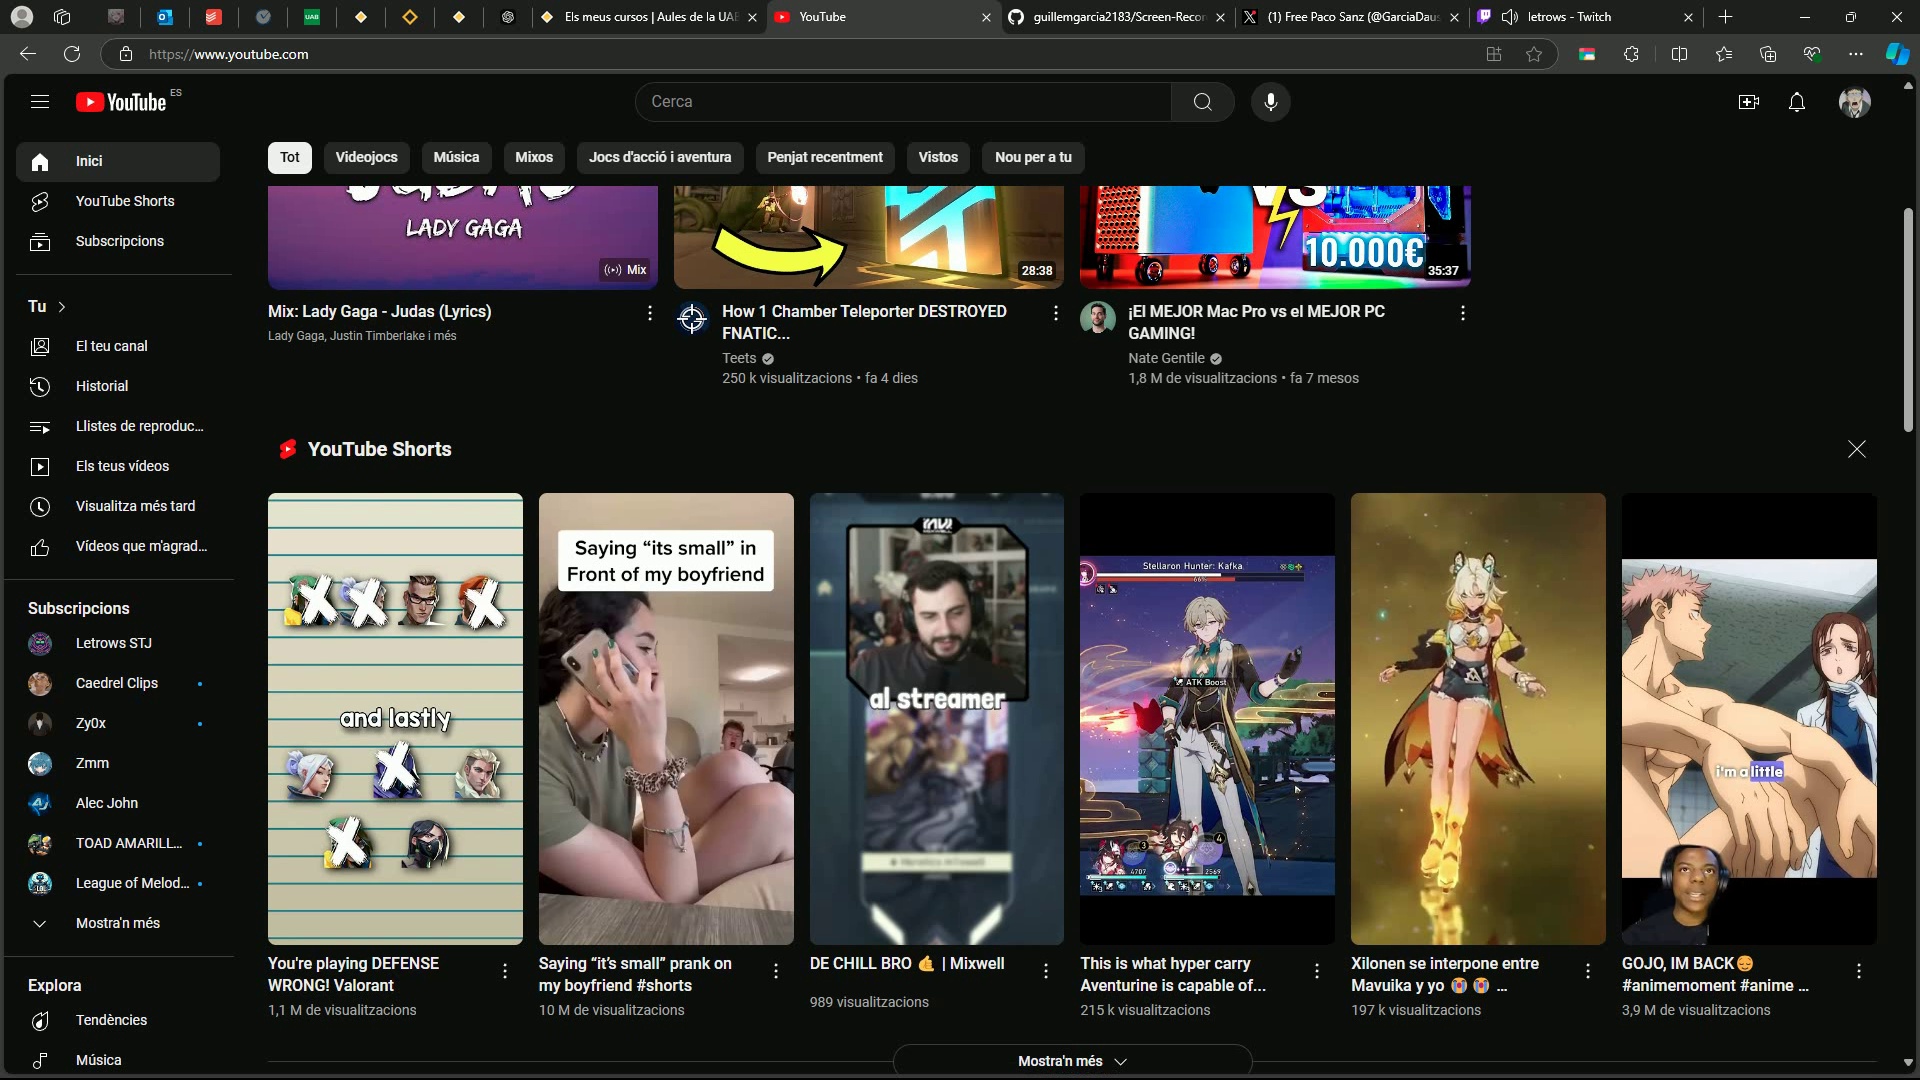 UAB
Els meus cursos | Aules de la UAB
YouTube
guillemgarcia2183/Screen-Recor
(1) Free Paco Sanz (@GarciaDaus
letrows - Twitch
https://www.youtube.com
YouTube ES
Cerca
Inici
YouTube Shorts
Subscripcions
Tu
El teu canal
Historial
Llistes de reproduc...
Els teus vídeos
Visualitza més tard
Vídeos que m'agrad...
Subscripcions
Letrows STJ
Caedrel Clips
Zy0x
Zmm
Alec John
TOAD AMARILL...
League of Melod...
Mostra'n més
Explora
Tendències
Música
Tot
Videojocs
Música
Mixos
Jocs d'acció i aventura
Penjat recentment
Vistos
Nou per a tu
LADY GAGA
Mix
Mix: Lady Gaga - Judas (Lyrics)
Lady Gaga, Justin Timberlake i més
28:38
How 1 Chamber Teleporter DESTROYED
FNATIC...
Teets
250 k visualitzacions • fa 4 dies
VS
10.000€
35:37
¡El MEJOR Mac Pro vs el MEJOR PC
GAMING!
Nate Gentile
1,8 M de visualitzacions • fa 7 mesos
YouTube Shorts
and lastly
You're playing DEFENSE
WRONG! Valorant
1,1 M de visualitzacions
Saying “its small” in
Front of my boyfriend
Saying “it’s small” prank on
my boyfriend #shorts
10 M de visualitzacions
al streamer
DE CHILL BRO 🤙 | Mixwell
989 visualitzacions
Stellaron Hunter: Kafka
66%
ATK Boost
3
4
4707
2569
This is what hyper carry
Aventurine is capable of...
215 k visualitzacions
Xilonen se interpone entre
Mavuika y yo 😭 😭 ...
197 k visualitzacions
i'm a little
GOJO, IM BACK😍
#animemoment #anime ...
3,9 M de visualitzacions
Mostra'n més